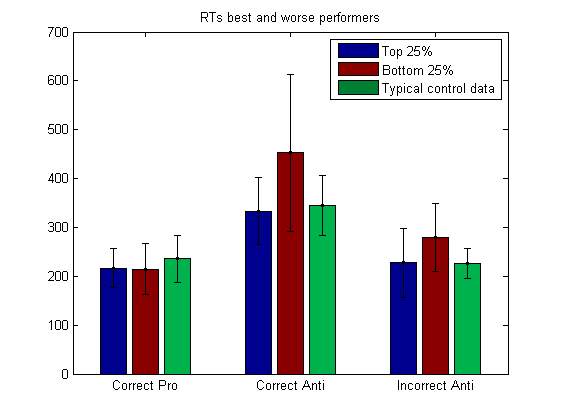 RTs best and worse performers
700
600
500
400
300
200
100
0
Top 25%
Bottom 25%
Typical control data
Correct Pro
Correct Anti
Incorrect Anti